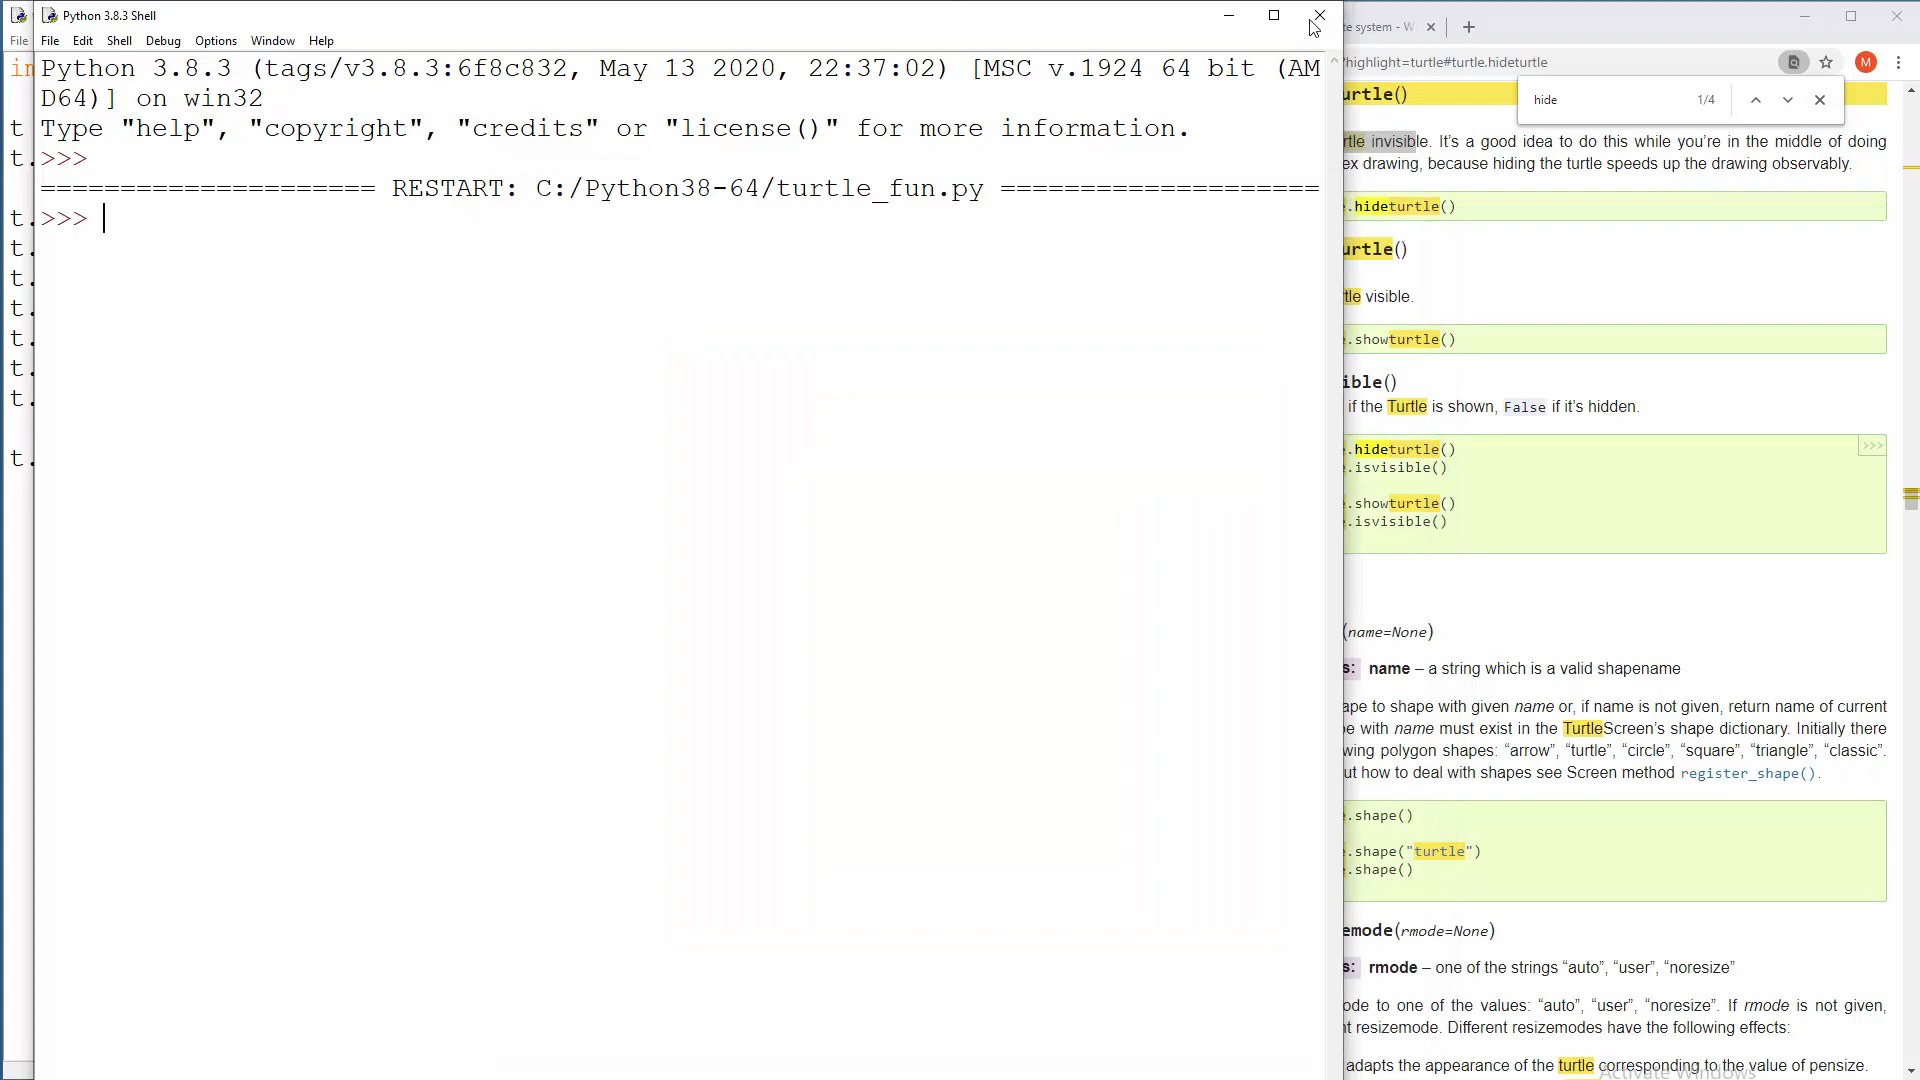 Python 3.8.3 Shell
File Edit Shell Debug Options Window Help
Python 3.8.3 (tags/v3.8.3:6f8c832, May 13 2020, 22:37:02) [MSC v.1924 64 bit (AM
D64)] on win32
Type "help", "copyright", "credits" or "license()" for more information.
>>>
===================== RESTART: C:/Python38-64/turtle_fun.py ====================
>>>
File
im
t
t.
t.
t.
t.
t.
t.
t.
t.
t.
te system - W
?highlight=turtle#turtle.hideturtle
M
hide 1/4
urtle()
rtle invisible. It’s a good idea to do this while you’re in the middle of doing
ex drawing, because hiding the turtle speeds up the drawing observably.
.hideturtle()
urtle()
tle visible.
.showturtle()
ible()
if the Turtle is shown, False if it’s hidden.
>>>
.hideturtle()
.isvisible()
.showturtle()
.isvisible()
(name=None)
s: name – a string which is a valid shapename
ape to shape with given name or, if name is not given, return name of current
e with name must exist in the TurtleScreen’s shape dictionary. Initially there
wing polygon shapes: “arrow”, “turtle”, “circle”, “square”, “triangle”, “classic”.
ut how to deal with shapes see Screen method register_shape().
.shape()
.shape("turtle")
.shape()
emode(rmode=None)
s: rmode – one of the strings “auto”, “user”, “noresize”
ode to one of the values: “auto”, “user”, “noresize”. If rmode is not given,
nt resizemode. Different resizemodes have the following effects:
adapts the appearance of the turtle corresponding to the value of pensize.
Activate Windows